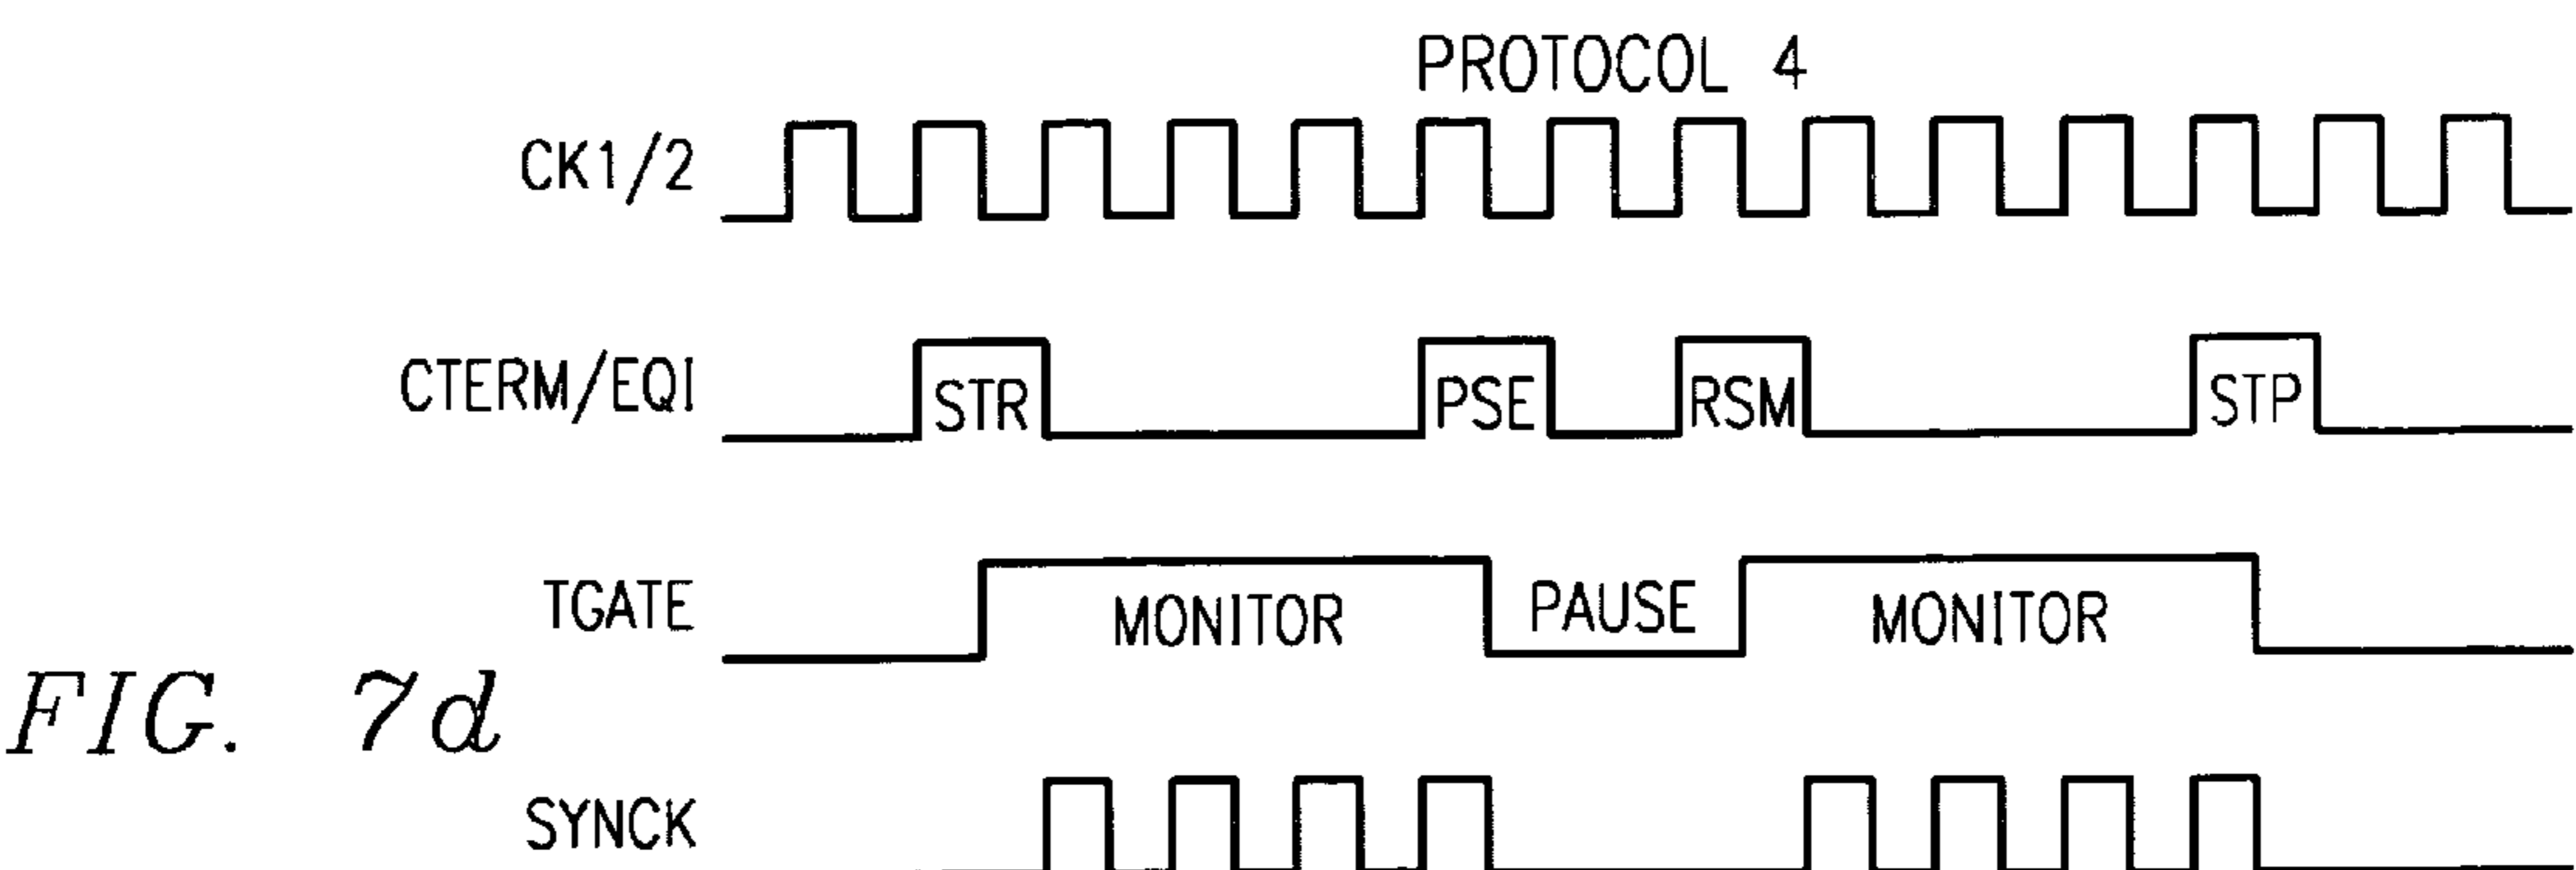 PROTOCOL 4
CK1/2
CTERM/EQI STR PSE RSM STP
TGATE MONITOR PAUSE MONITOR
FIG. 7d
SYNCK